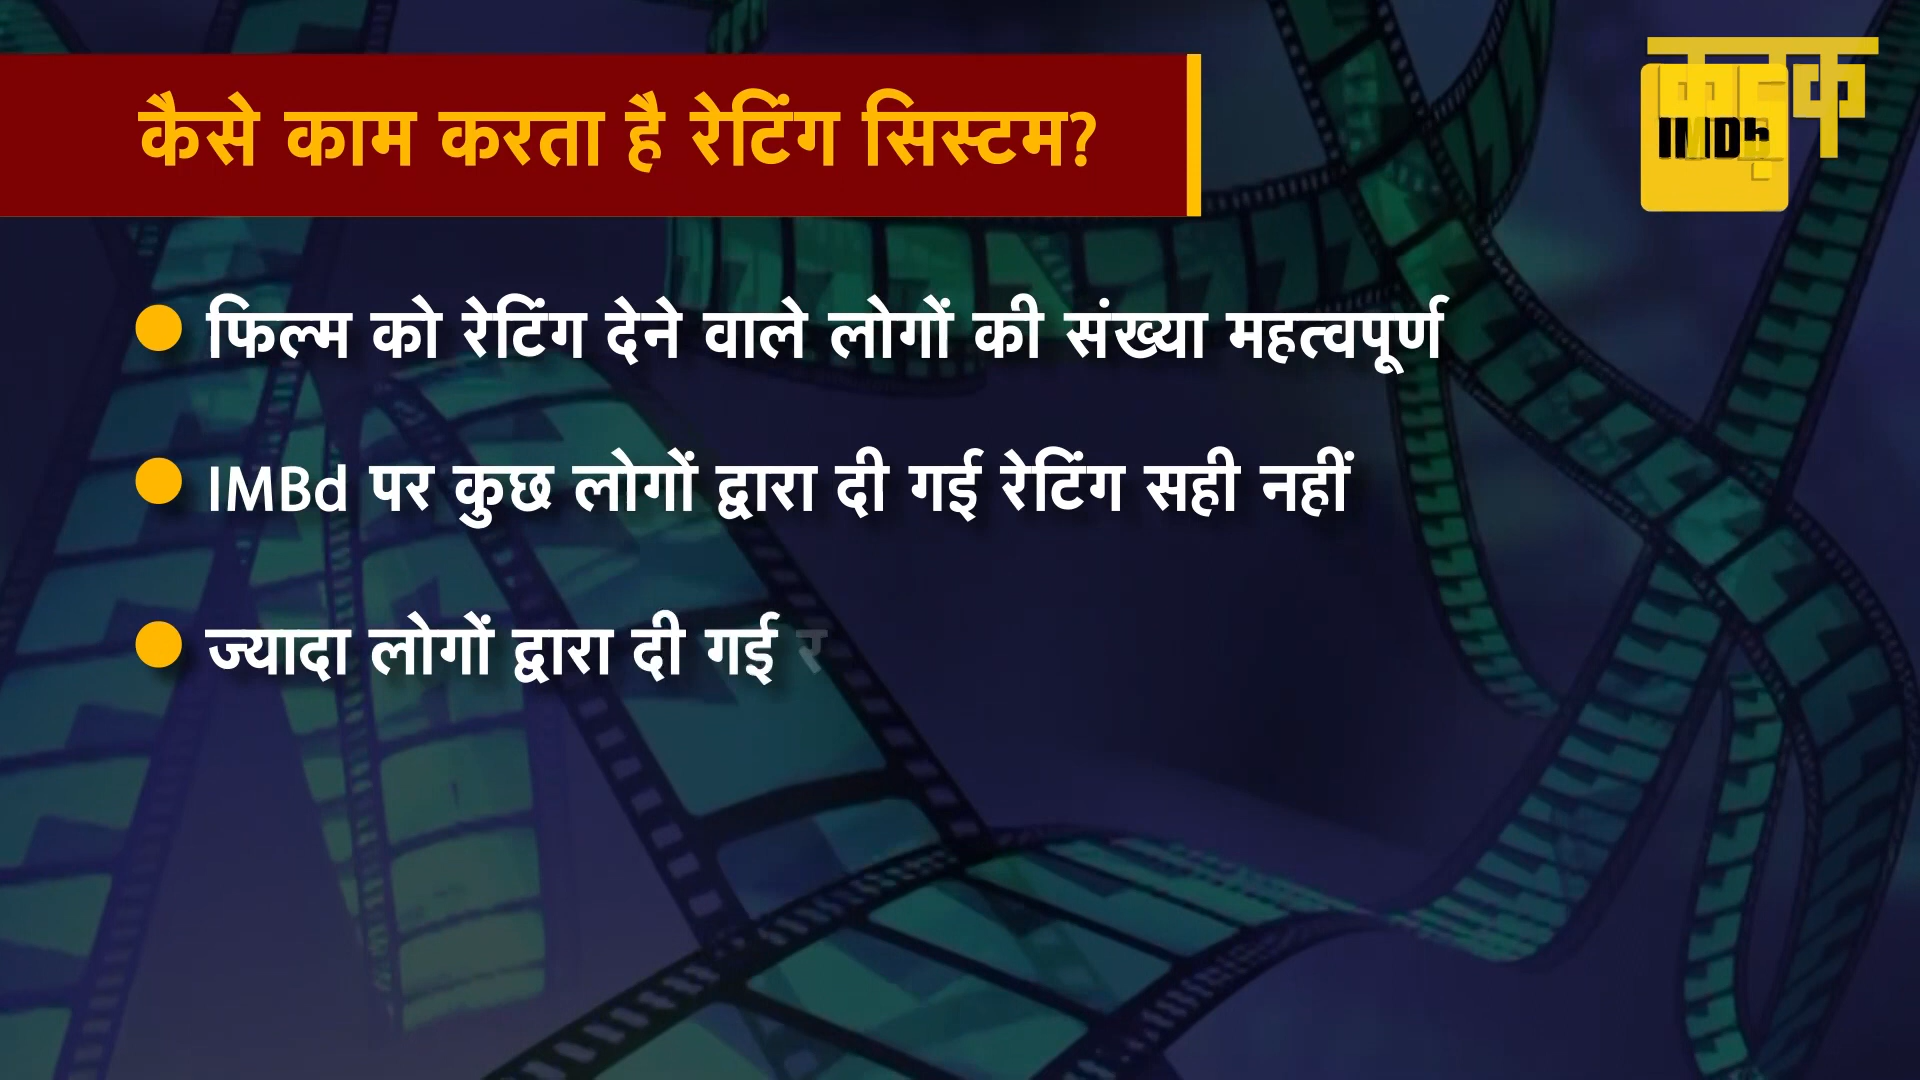 कैसे काम करता है रेटिंग सिस्टम?
फिल्म को रेटिंग देने वाले लोगों की संख्या महत्वपूर्ण
IMBd पर कुछ लोगों द्वारा दी गई रेटिंग सही नहीं
ज्यादा लोगों द्वारा दी गई